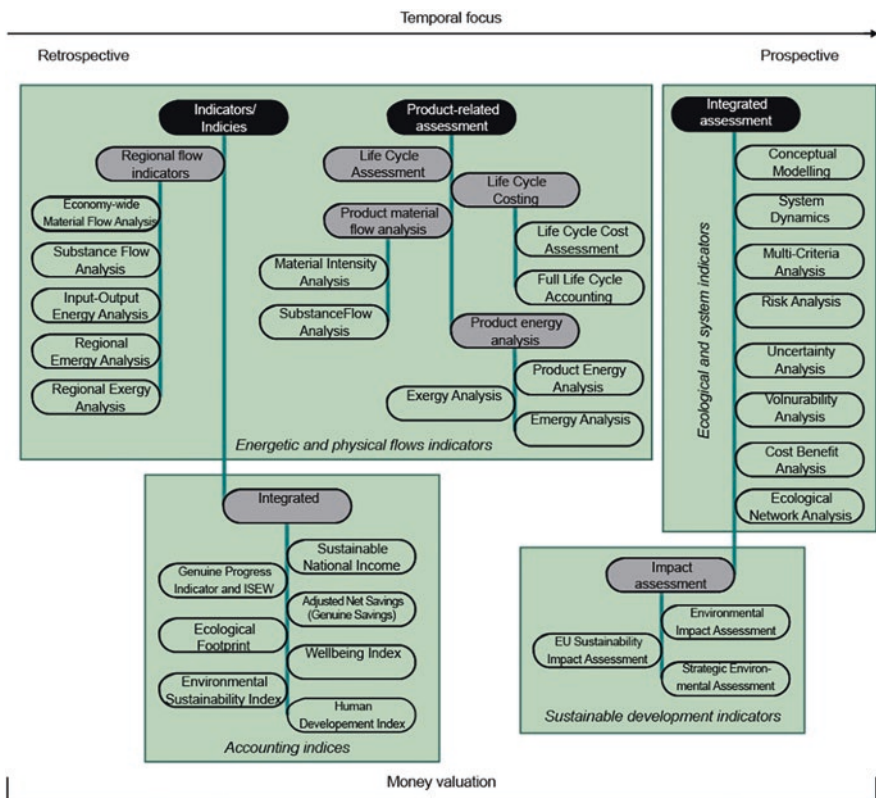 Temporal focus
Retrospective
Prospective
Indicators/
Indicies
Regional flow
indicators
Economy-wide
Material Flow Analysis
Substance Flow
Analysis
Input-Output
Energy Analysis
Regional
Emergy Analysis
Regional Exergy
Analysis
Product-related
assessment
Life Cycle
Assessment
Life Cycle
Costing
Product material
flow analysis
Life Cycle Cost
Assessment
Material Intensity
Analysis
Full Life Cycle
Accounting
SubstanceFlow
Analysis
Product energy
analysis
Product Energy
Analysis
Exergy Analysis
Emergy Analysis
Energetic and physical flows indicators
Integrated
assessment
Conceptual
Modelling
System
Dynamics
Multi-Criteria
Analysis
Risk Analysis
Uncertainty
Analysis
Volnurability
Analysis
Cost Benefit
Analysis
Ecological
Network Analysis
Ecological and system indicators
Integrated
Sustainable
National Income
Genuine Progress
Indicator and ISEW
Adjusted Net Savings
(Genuine Savings)
Ecological
Footprint
Wellbeing Index
Environmental
Sustainability Index
Human
Developement Index
Accounting indices
Impact
assessment
Environmental
Impact Assessment
EU Sustainability
Impact Assessment
Strategic Environ-
mental Assessment
Sustainable development indicators
Money valuation